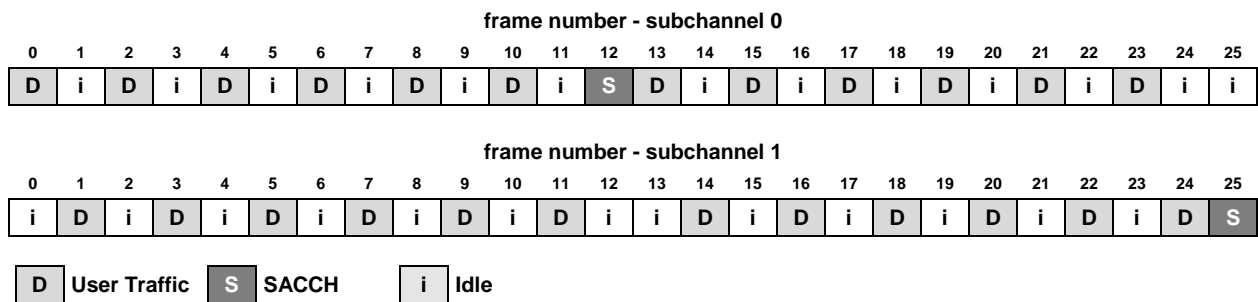 frame number - subchannel 0
0 1 2 3 4 5 6 7 8 9 10 11 12 13 14 15 16 17 18 19 20 21 22 23 24 25
D i D i D i D i D i D i S D i D i D i D i D i D i i
frame number - subchannel 1
0 1 2 3 4 5 6 7 8 9 10 11 12 13 14 15 16 17 18 19 20 21 22 23 24 25
i D i D i D i D i D i D i i D i D i D i D i D i D S
D User Traffic S SACCH i Idle